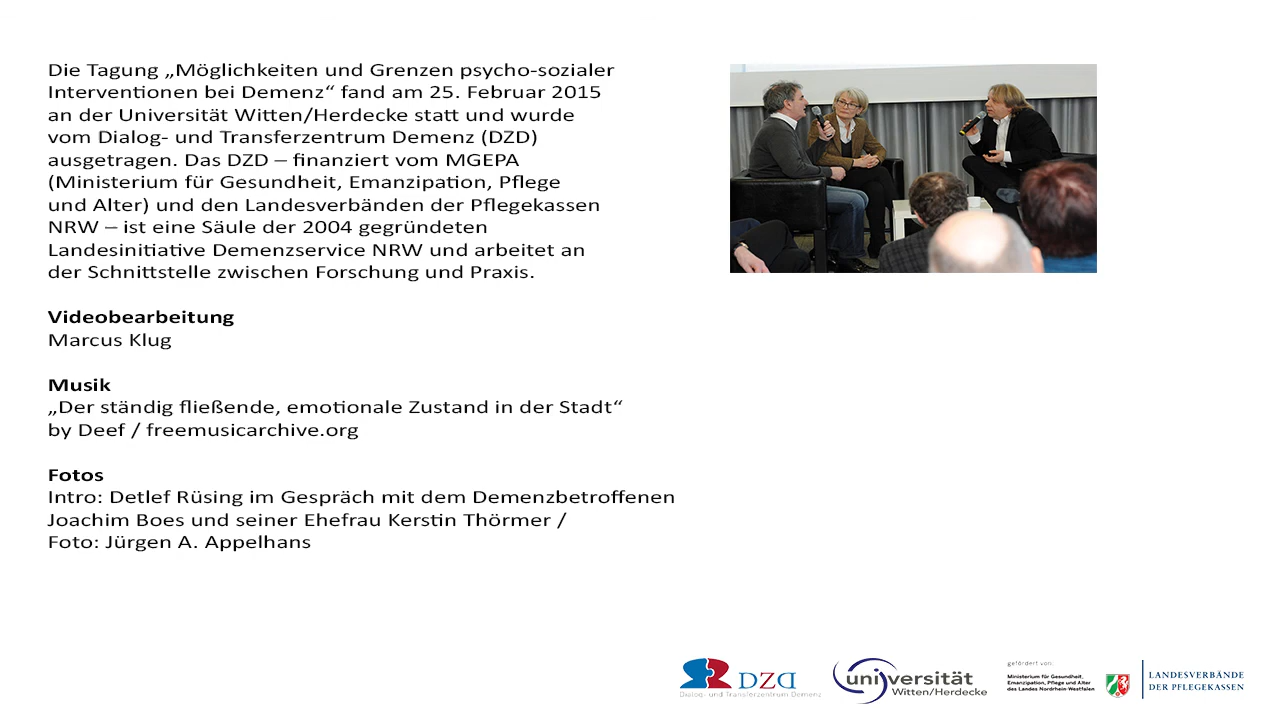 Die Tagung „Möglichkeiten und Grenzen psycho-sozialer
Interventionen bei Demenz“ fand am 25. Februar 2015
an der Universität Witten/Herdecke statt und wurde
vom Dialog- und Transferzentrum Demenz (DZD)
ausgetragen. Das DZD – finanziert vom MGEPA
(Ministerium für Gesundheit, Emanzipation, Pflege
und Alter) und den Landesverbänden der Pflegekassen
NRW – ist eine Säule der 2004 gegründeten
Landesinitiative Demenzservice NRW und arbeitet an
der Schnittstelle zwischen Forschung und Praxis.
Videobearbeitung
Marcus Klug
Musik
„Der ständig fließende, emotionale Zustand in der Stadt“
by Deef / freemusicarchive.org
Fotos
Intro: Detlef Rüsing im Gespräch mit dem Demenzbetroffenen
Joachim Boes und seiner Ehefrau Kerstin Thörmer /
Foto: Jürgen A. Appelhans
DZD
Dialog- und Transferzentrum Demenz
universität
Witten/Herdecke
gefördert von:
Ministerium für Gesundheit,
Emanzipation, Pflege und Alter
des Landes Nordrhein-Westfalen
LANDESVERBÄNDE
DER PFLEGEKASSEN